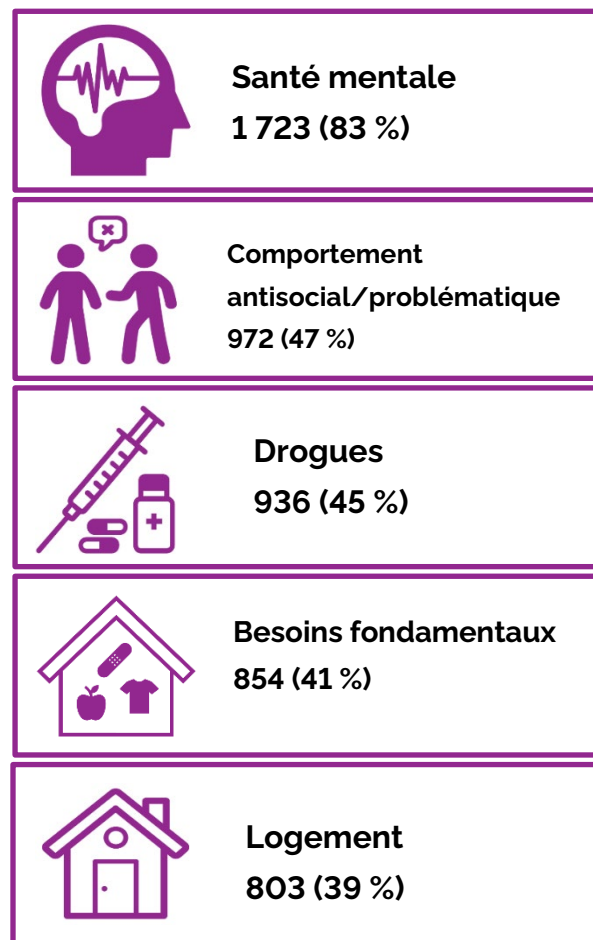 Santé mentale
1 723 (83 %)
Comportement
antisocial/problématique
972 (47 %)
Drogues
936 (45 %)
Besoins fondamentaux
854 (41 %)
Logement
803 (39 %)